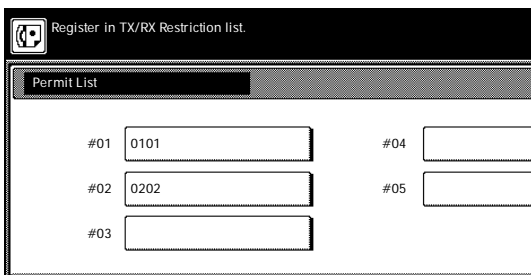 Register in TX/RX Restriction list.
Permit List
#01 0101 #04
#02 0202 #05
#03